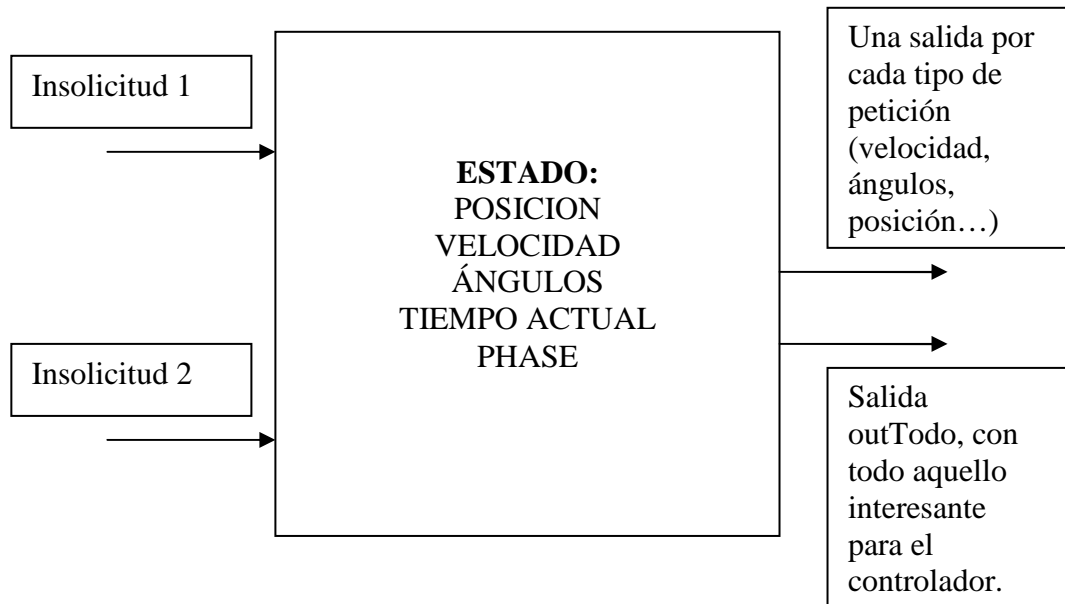 Insolicitud 1
Insolicitud 2
ESTADO:
POSICION
VELOCIDAD
ÁNGULOS
TIEMPO ACTUAL
PHASE
Una salida por
cada tipo de
petición
(velocidad,
ángulos,
posición…)
Salida
outTodo, con
todo aquello
interesante
para el
controlador.